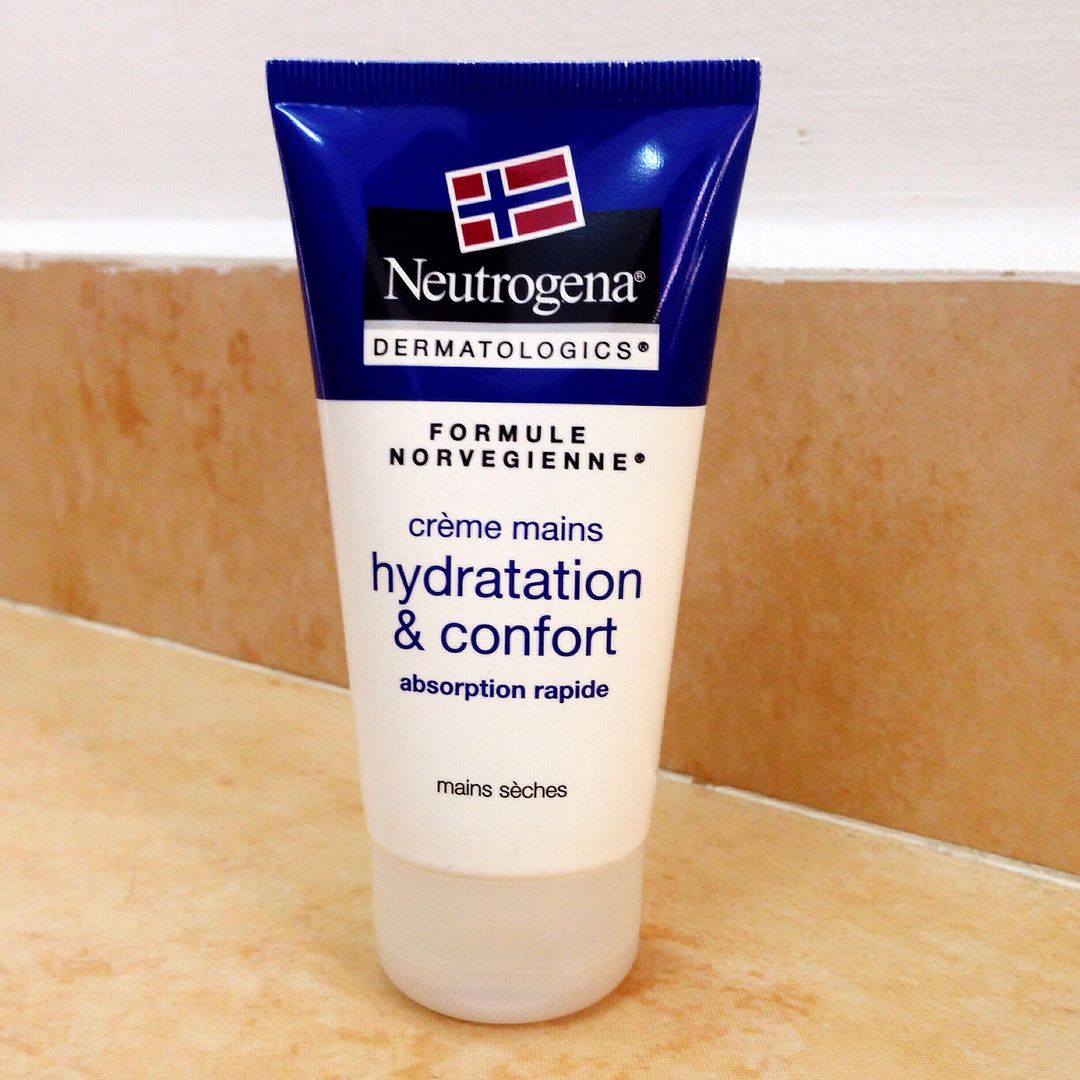 Neutrogena®
DERMATOLOGICS®
FORMULE
NORVEGIENNE®
crème mains
hydratation
& confort
absorption rapide
mains sèches